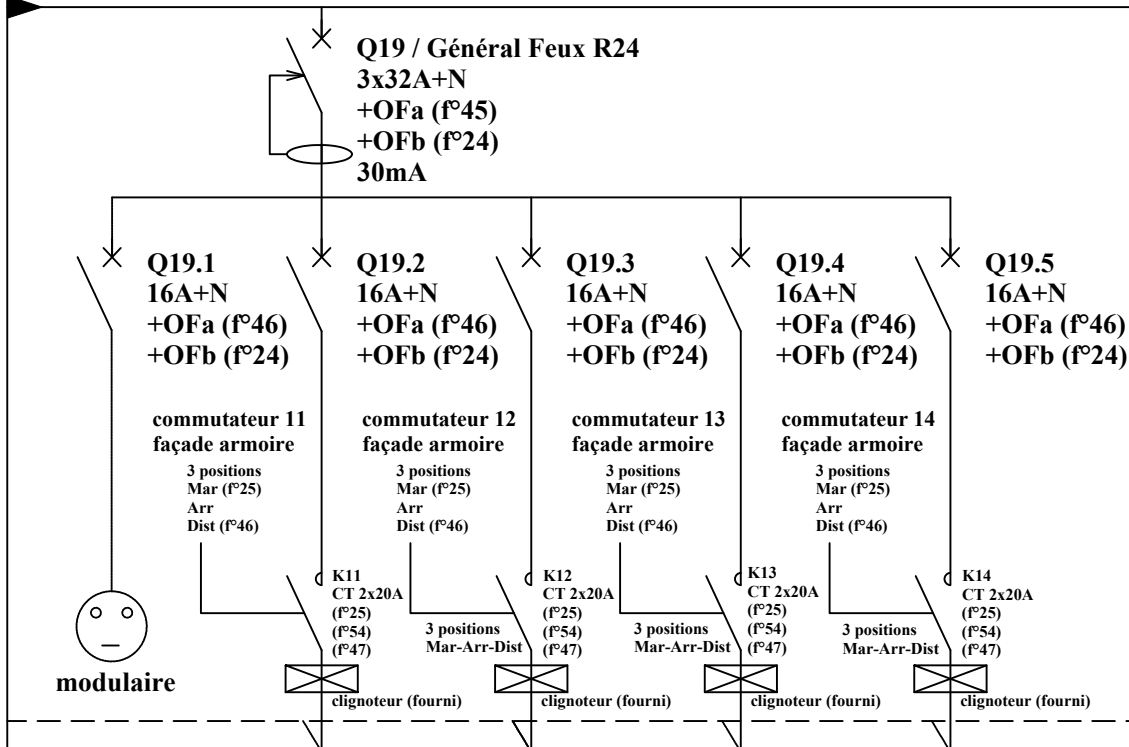 Q19 / Général Feux R24
3x32A+N
+OFa (f°45)
+OFb (f°24)
30mA
Q19.1
16A+N
+OFa (f°46)
+OFb (f°24)
Q19.2
16A+N
+OFa (f°46)
+OFb (f°24)
Q19.3
16A+N
+OFa (f°46)
+OFb (f°24)
Q19.4
16A+N
+OFa (f°46)
+OFb (f°24)
Q19.5
16A+N
+OFa (f°46)
+OFb (f°24)
commutateur 11
façade armoire
3 positions
Mar (f°25)
Arr
Dist (f°46)
commutateur 12
façade armoire
3 positions
Mar (f°25)
Arr
Dist (f°46)
commutateur 13
façade armoire
3 positions
Mar (f°25)
Arr
Dist (f°46)
commutateur 14
façade armoire
3 positions
Mar (f°25)
Arr
Dist (f°46)
modulaire
K11
CT 2x20A
(f°25)
(f°54)
(f°47)
clignoteur (fourni)
3 positions
Mar-Arr-Dist
K12
CT 2x20A
(f°25)
(f°54)
(f°47)
clignoteur (fourni)
3 positions
Mar-Arr-Dist
K13
CT 2x20A
(f°25)
(f°54)
(f°47)
clignoteur (fourni)
3 positions
Mar-Arr-Dist
K14
CT 2x20A
(f°25)
(f°54)
(f°47)
clignoteur (fourni)